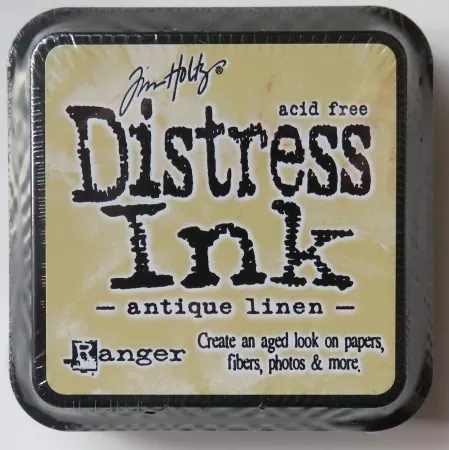 Tim Holtz®
acid free
Distress
Ink
— antique linen —
Ranger
Create an aged look on papers,
fibers, photos & more.